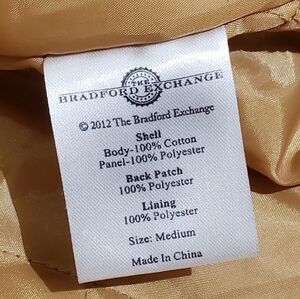 THE
BRADFORD EXCHANGE
© 2012 The Bradford Exchange
Shell
Body-100% Cotton
Panel-100% Polyester
Back Patch
100% Polyester
Lining
100% Polyester
Size: Medium
Made In China